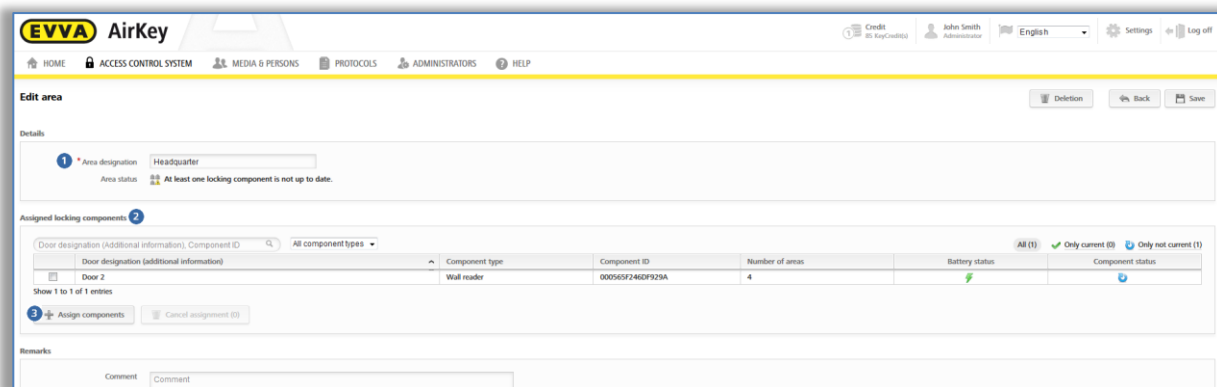 EVVA AirKey
Credit
85 KeyCredit(s)
John Smith
Administrator
English
Settings
Log off
HOME ACCESS CONTROL SYSTEM MEDIA & PERSONS PROTOCOLS ADMINISTRATORS HELP
Edit area
Deletion Back Save
Details
1 * Area designation Headquarter
Area status At least one locking component is not up to date.
Assigned locking components 2
Door designation (Additional information), Component ID All component types All (1) Only current (0) Only not current (1)
Door designation (additional information) Component type Component ID Number of areas Battery status Component status
Door 2 Wall reader 000565F246DF929A 4
Show 1 to 1 of 1 entries
3 Assign components Cancel assignment (0)
Remarks
Comment Comment